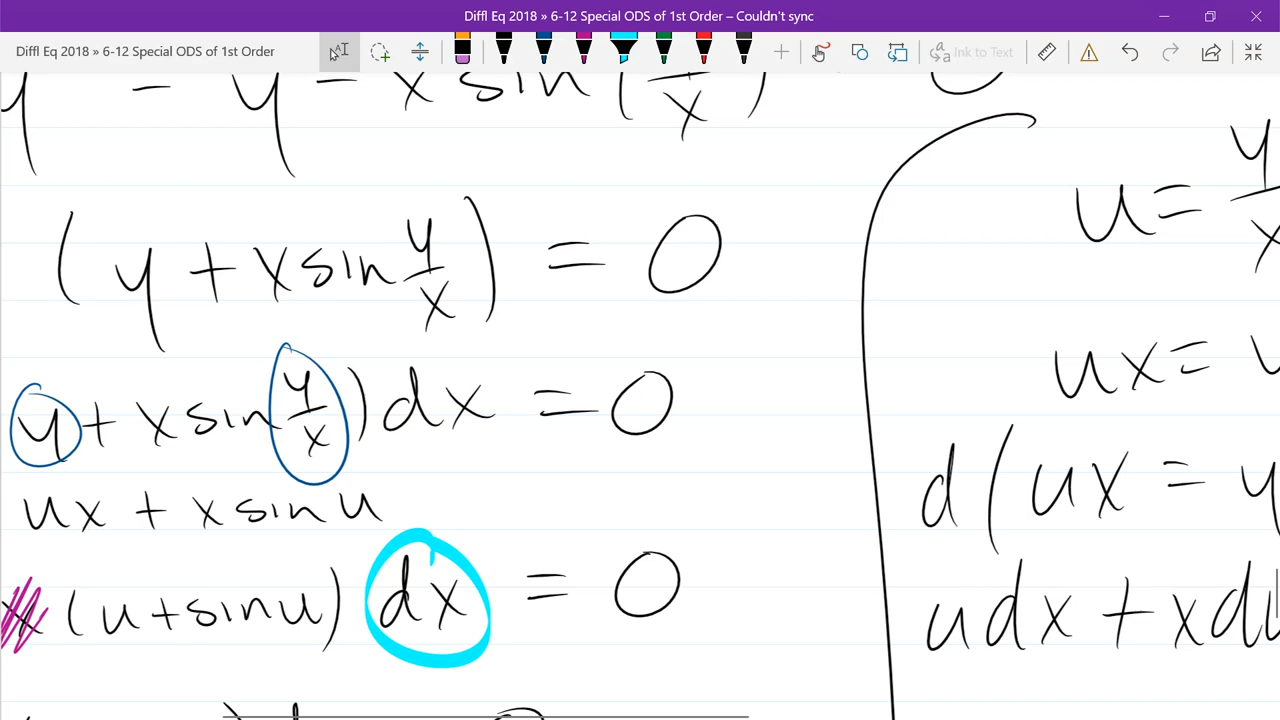 Diffl Eq 2018 » 6-12 Special ODS of 1st Order – Couldn't sync
Diffl Eq 2018 » 6-12 Special ODS of 1st Order
Ink to Text
y = y - x sin(/x)
(y + x sin y/x) = 0
y + x sin y/x) dx = 0
ux + x sin u
x (u + sin u) dx = 0
u = y/x
ux =
d(ux = y
udx + xdu